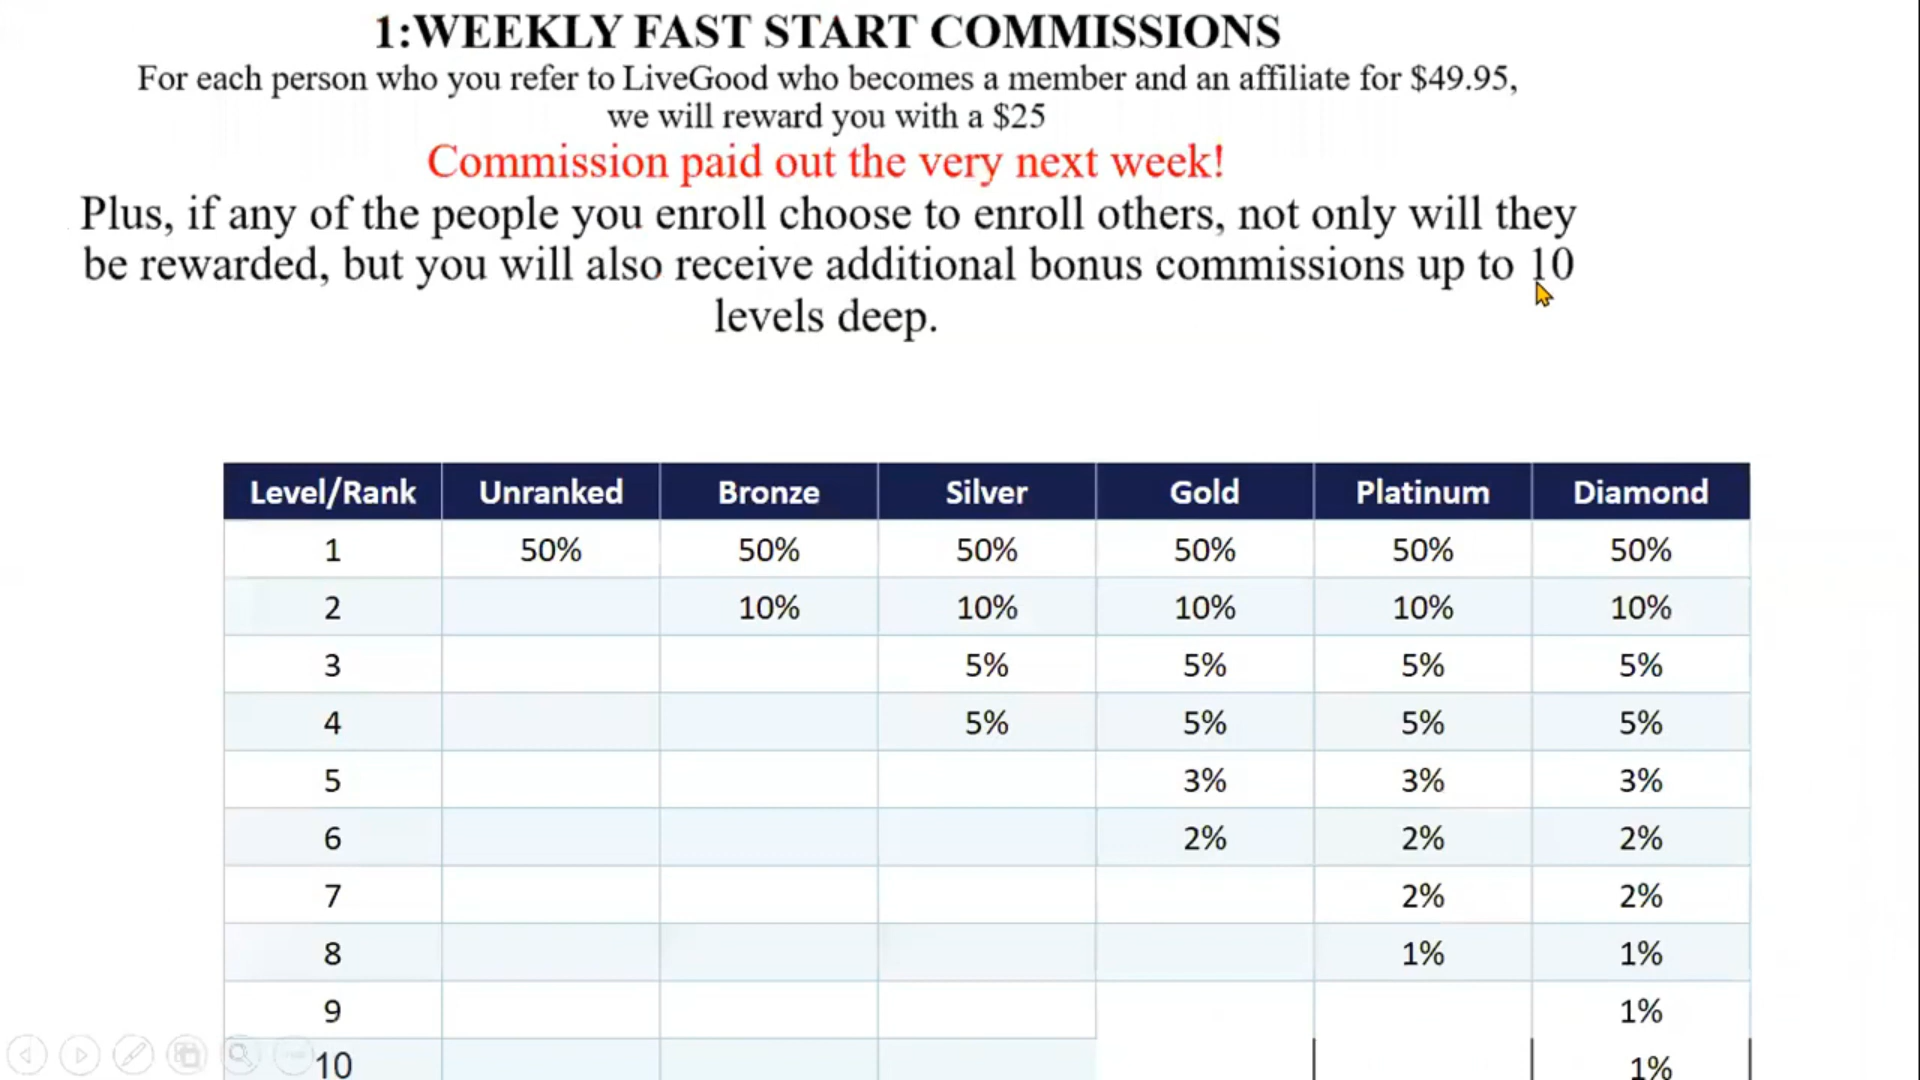 1:WEEKLY FAST START COMMISSIONS
For each person who you refer to LiveGood who becomes a member and an affiliate for $49.95,
we will reward you with a $25
Commission paid out the very next week!
Plus, if any of the people you enroll choose to enroll others, not only will they
be rewarded, but you will also receive additional bonus commissions up to 10
levels deep.
Level/Rank Unranked Bronze Silver Gold Platinum Diamond
1 50% 50% 50% 50% 50% 50%
2 10% 10% 10% 10% 10%
3 5% 5% 5% 5%
4 5% 5% 5% 5%
5 3% 3% 3%
6 2% 2% 2%
7 2% 2%
8 1% 1%
9 1%
10 1%